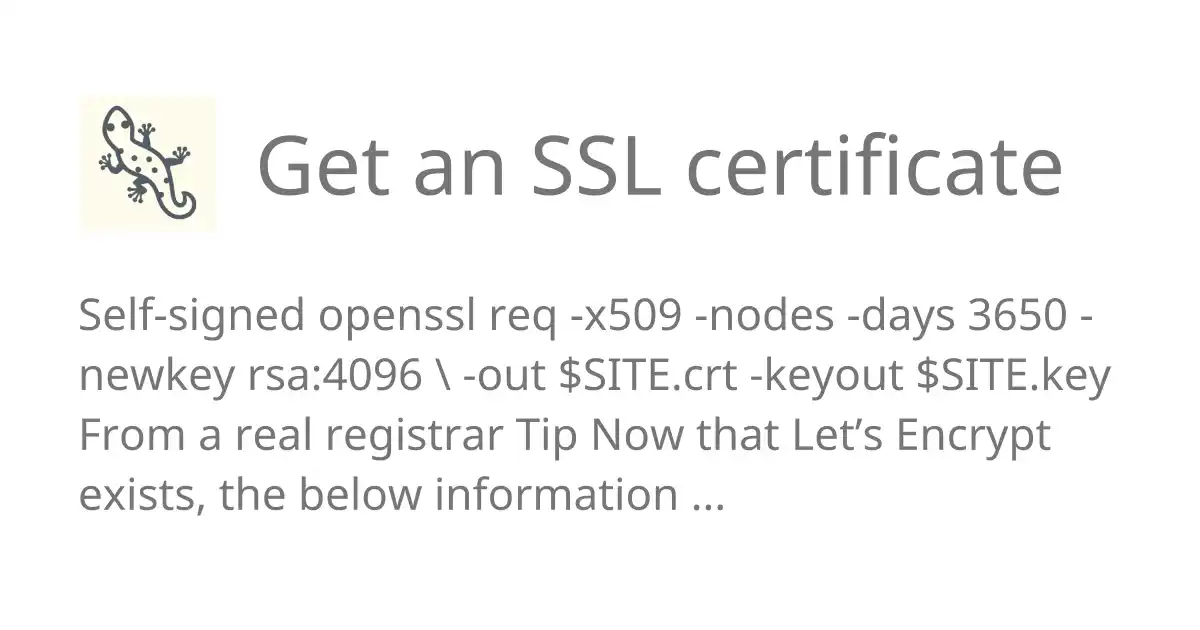 Get an SSL certificate
Self-signed openssl req -x509 -nodes -days 3650 -
newkey rsa:4096 \ -out $SITE.crt -keyout $SITE.key
From a real registrar Tip Now that Let’s Encrypt
exists, the below information ...